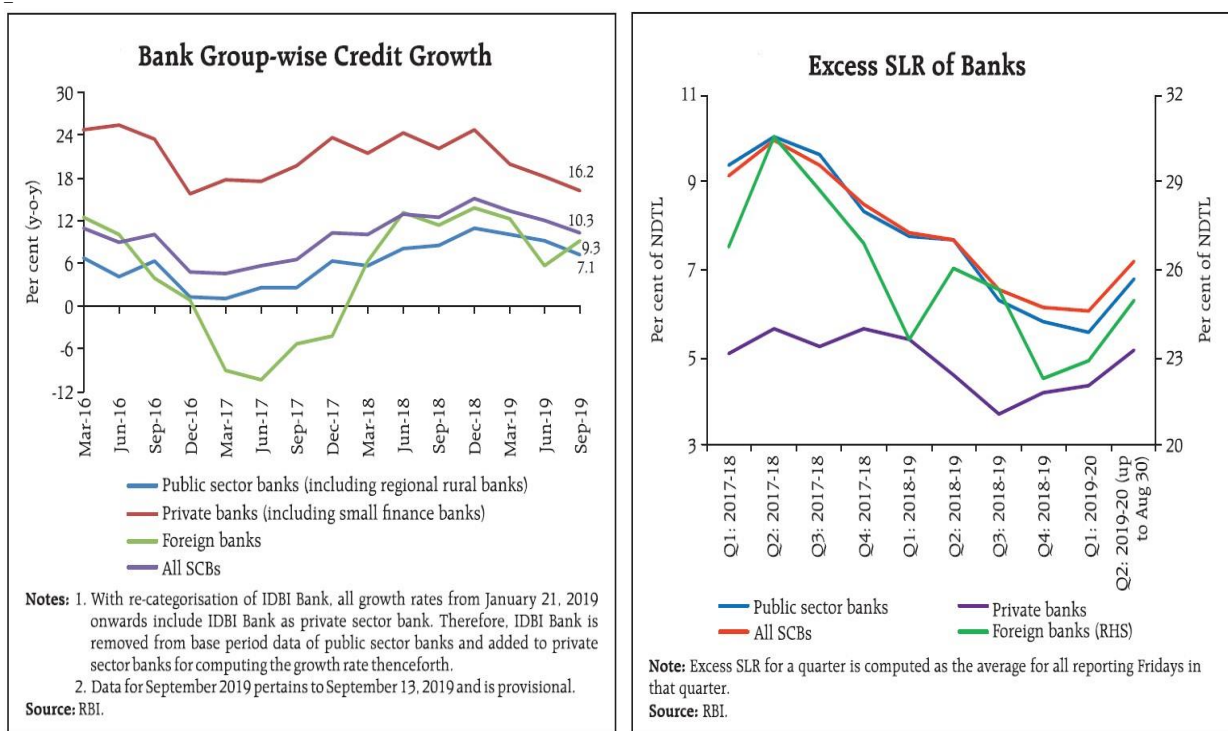 Bank Group-wise Credit Growth
Per cent (y-o-y)
30
24
18
12
6
0
-6
-12
16.2
10.3
9.3
7.1
Mar-16
Jun-16
Sep-16
Dec-16
Mar-17
Jun-17
Sep-17
Dec-17
Mar-18
Jun-18
Sep-18
Dec-18
Mar-19
Jun-19
Sep-19
Public sector banks (including regional rural banks)
Private banks (including small finance banks)
Foreign banks
All SCBs
Notes: 1. With re-categorisation of IDBI Bank, all growth rates from January 21, 2019
onwards include IDBI Bank as private sector bank. Therefore, IDBI Bank is
removed from base period data of public sector banks and added to private
sector banks for computing the growth rate thenceforth.
2. Data for September 2019 pertains to September 13, 2019 and is provisional.
Source: RBI.
Excess SLR of Banks
Per cent of NDTL
11
9
7
5
3
32
29
26
23
20
Per cent of NDTL
Q1: 2017-18
Q2: 2017-18
Q3: 2017-18
Q4: 2017-18
Q1: 2018-19
Q2: 2018-19
Q3: 2018-19
Q4: 2018-19
Q1: 2019-20
Q2: 2019-20 (up
to Aug 30)
Public sector banks
Private banks
All SCBs
Foreign banks (RHS)
Note: Excess SLR for a quarter is computed as the average for all reporting Fridays in
that quarter.
Source: RBI.